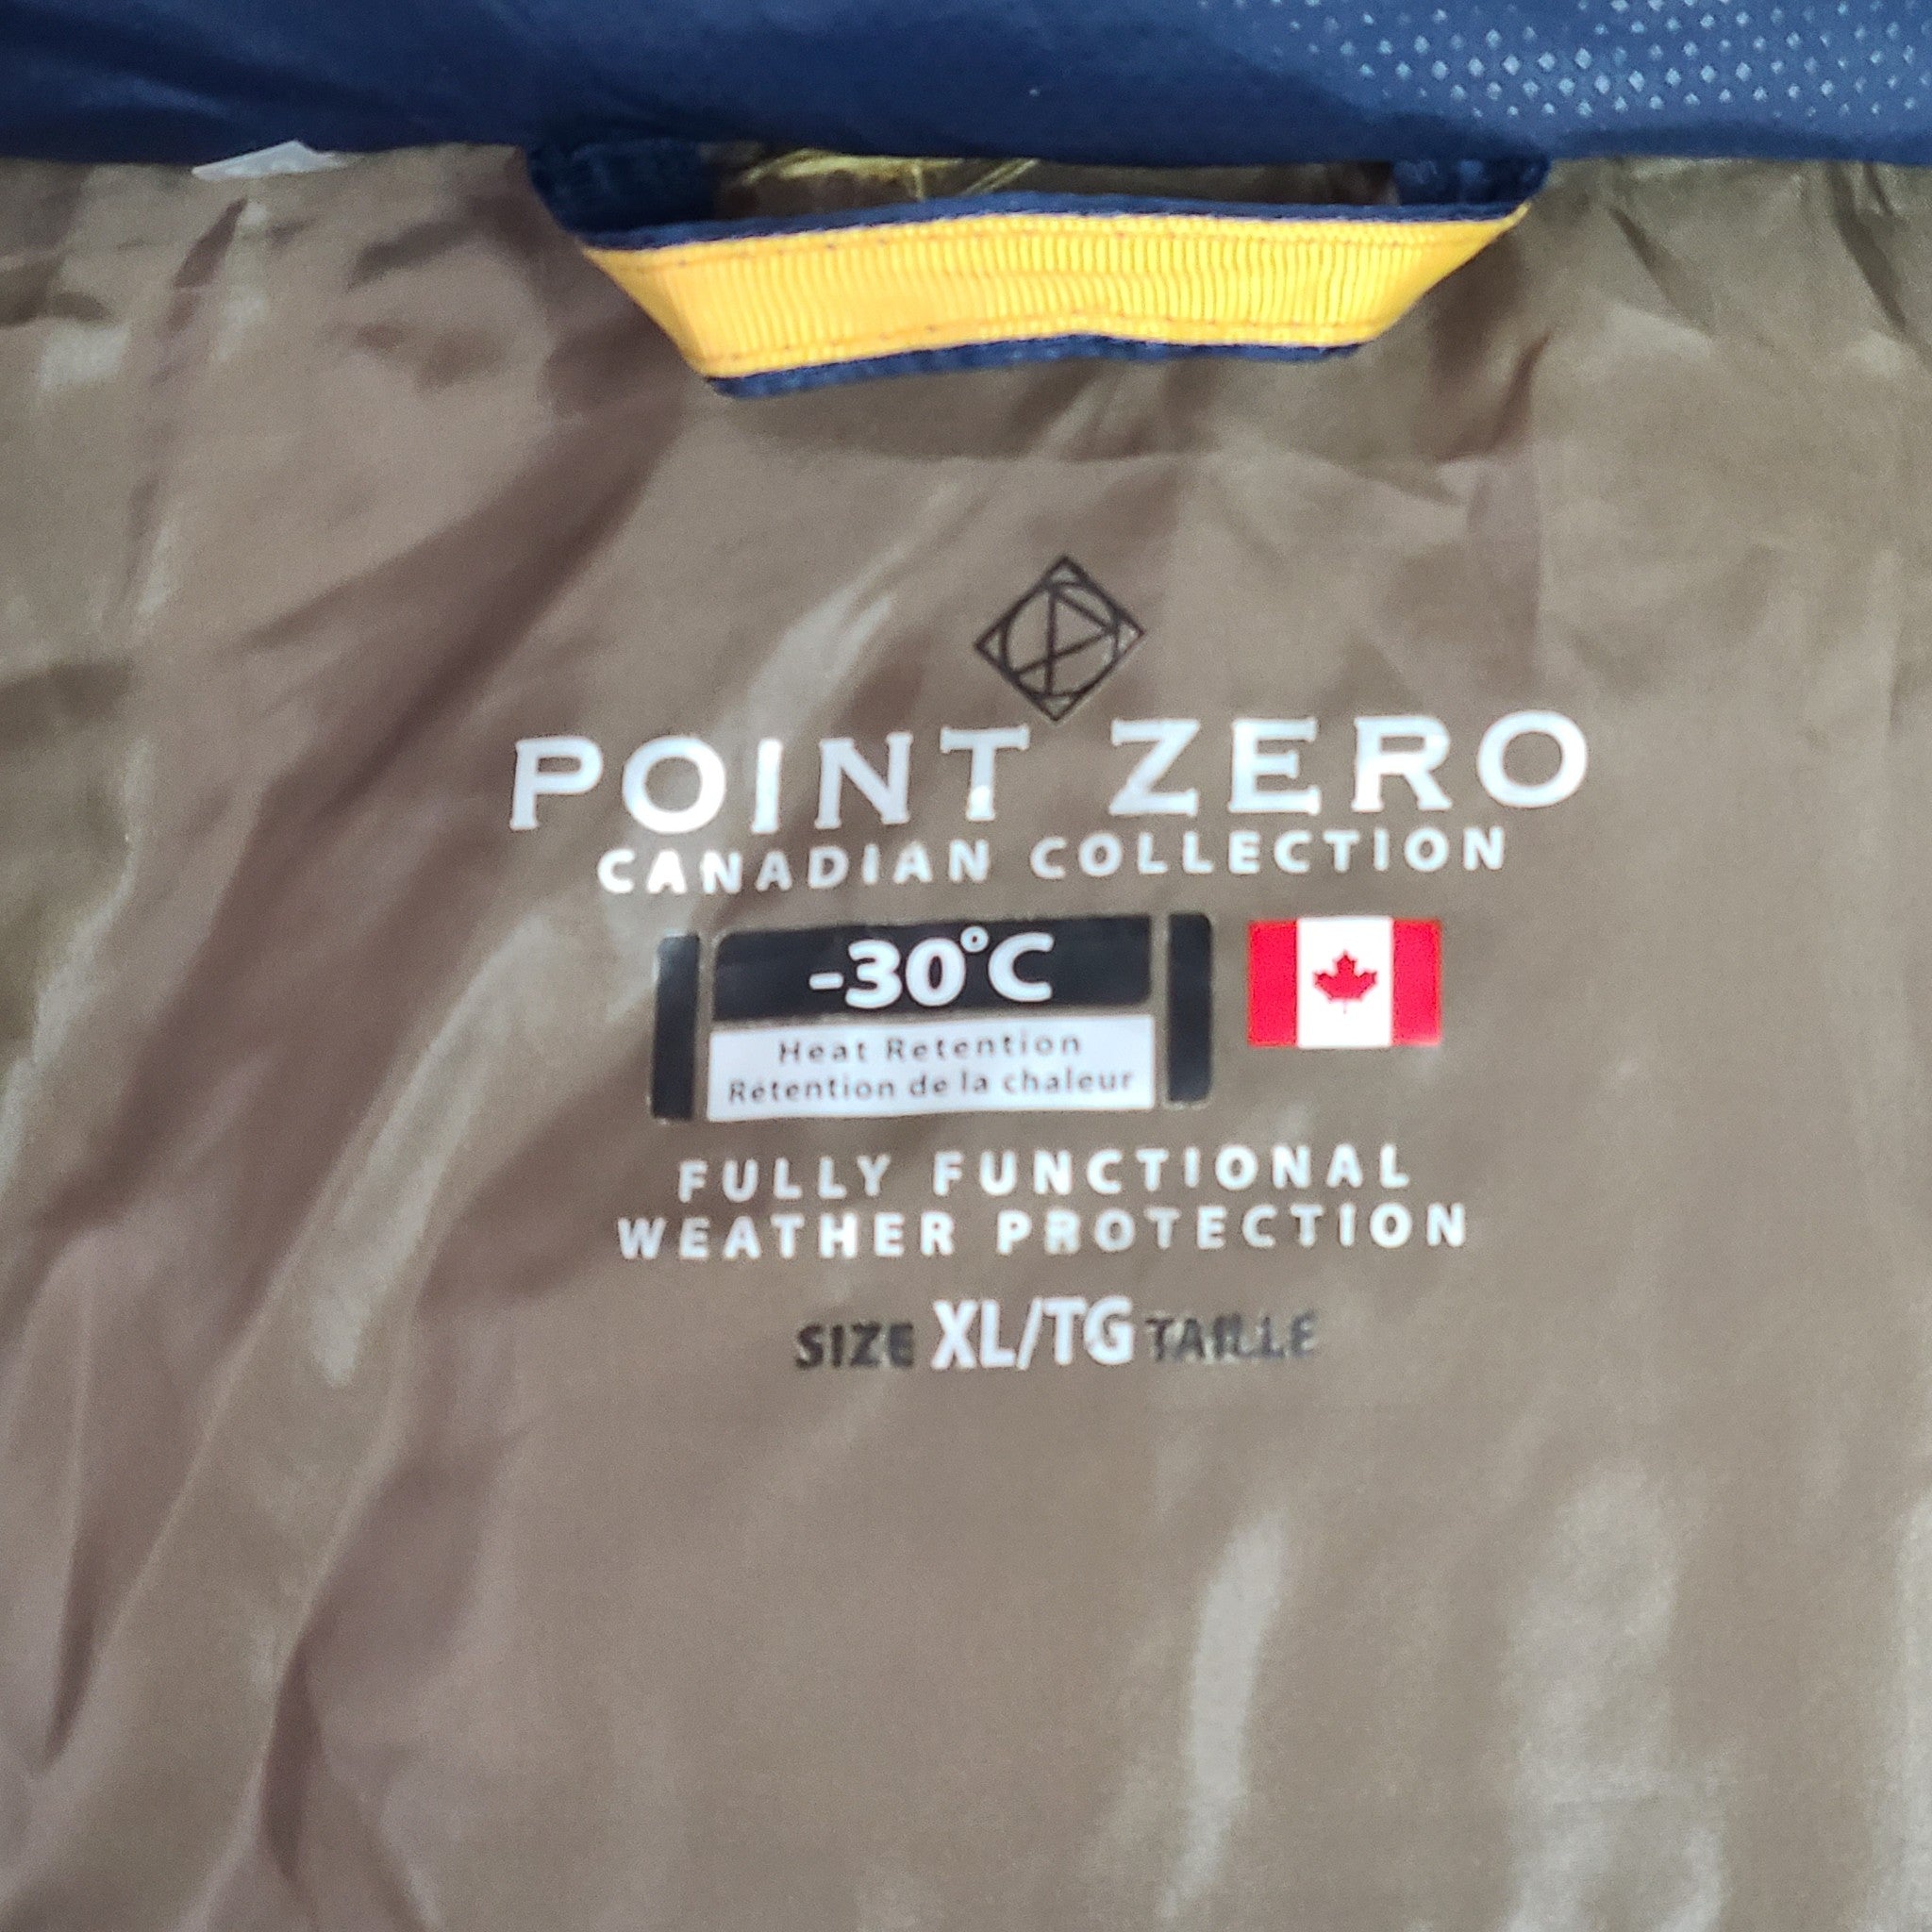 POINT ZERO
CANADIAN COLLECTION
-30°C
Heat Retention
Rétention de la chaleur
FULLY FUNCTIONAL
WEATHER PROTECTION
SIZE XL/TG TAILLE